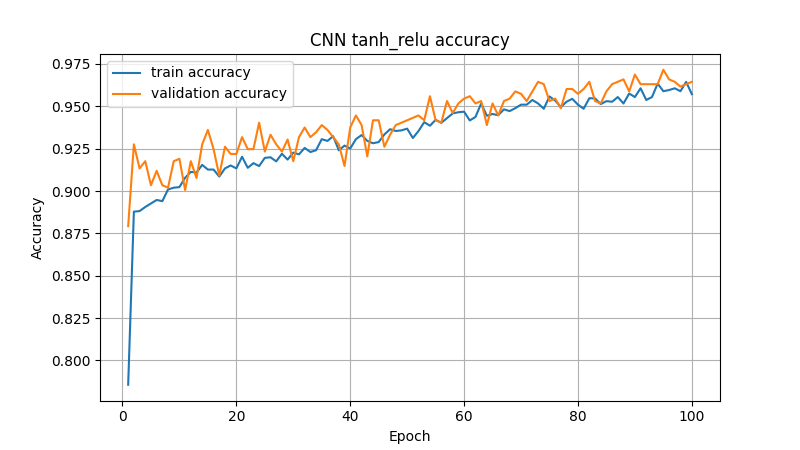 CNN tanh_relu accuracy
train accuracy
validation accuracy
0.975
0.950
0.925
0.900
0.875
0.850
0.825
0.800
Accuracy
0 20 40 60 80 100
Epoch